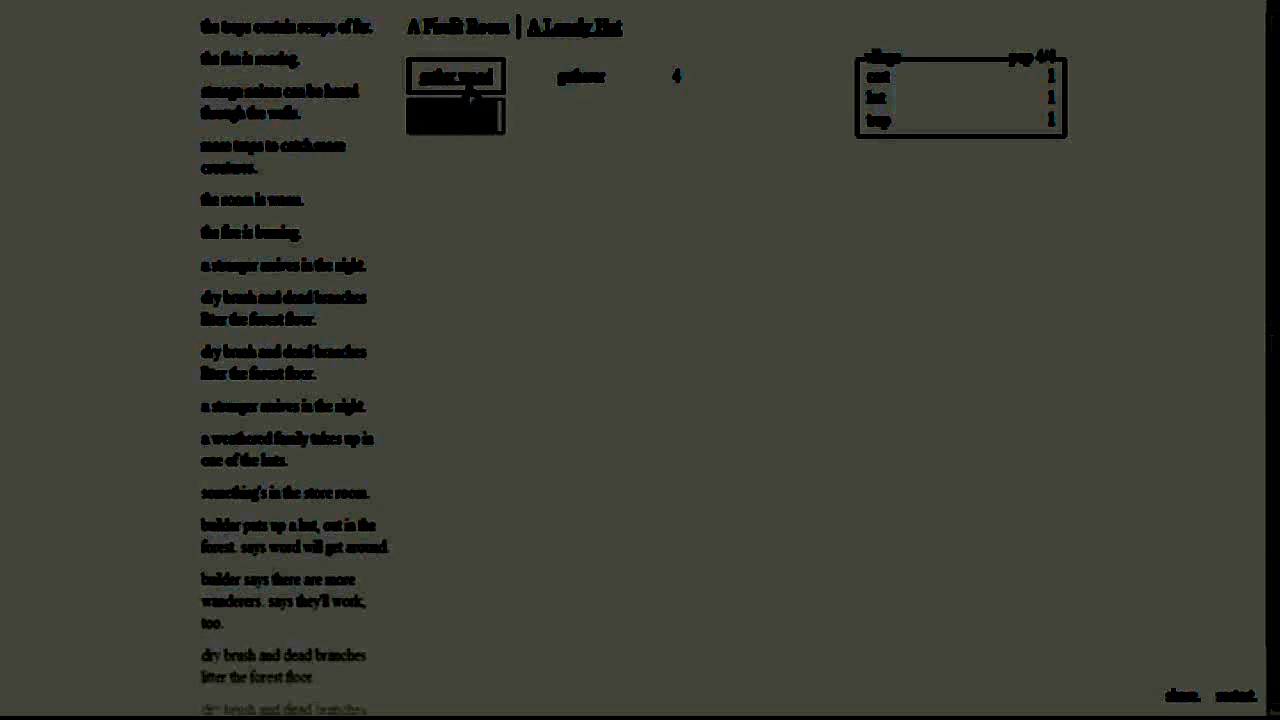 the traps contain scraps of fur.
the fire is roaring.
strange noises can be heard
through the walls.
more traps to catch more
creatures.
the room is warm.
the fire is burning.
a stranger arrives in the night.
dry brush and dead branches
litter the forest floor.
dry brush and dead branches
litter the forest floor.
a stranger arrives in the night.
a weathered family takes up in
one of the huts.
something's in the store room.
builder puts up a hut, out in the
forest. says word will get around.
builder says there are more
wanderers. says they'll work,
too.
dry brush and dead branches
litter the forest floor.
dry brush and dead branches
A Firelit Room | A Lonely Hut
gather wood
gatherer 4
village pop 4/4
cart 1
hut 1
trap 1
share. restart.